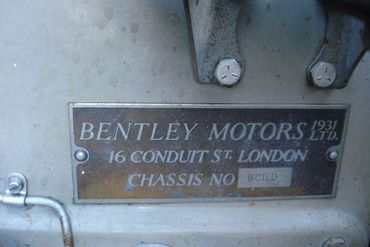 BENTLEY MOTORS 1931 LTD.
16 CONDUIT ST. LONDON
CHASSIS NO